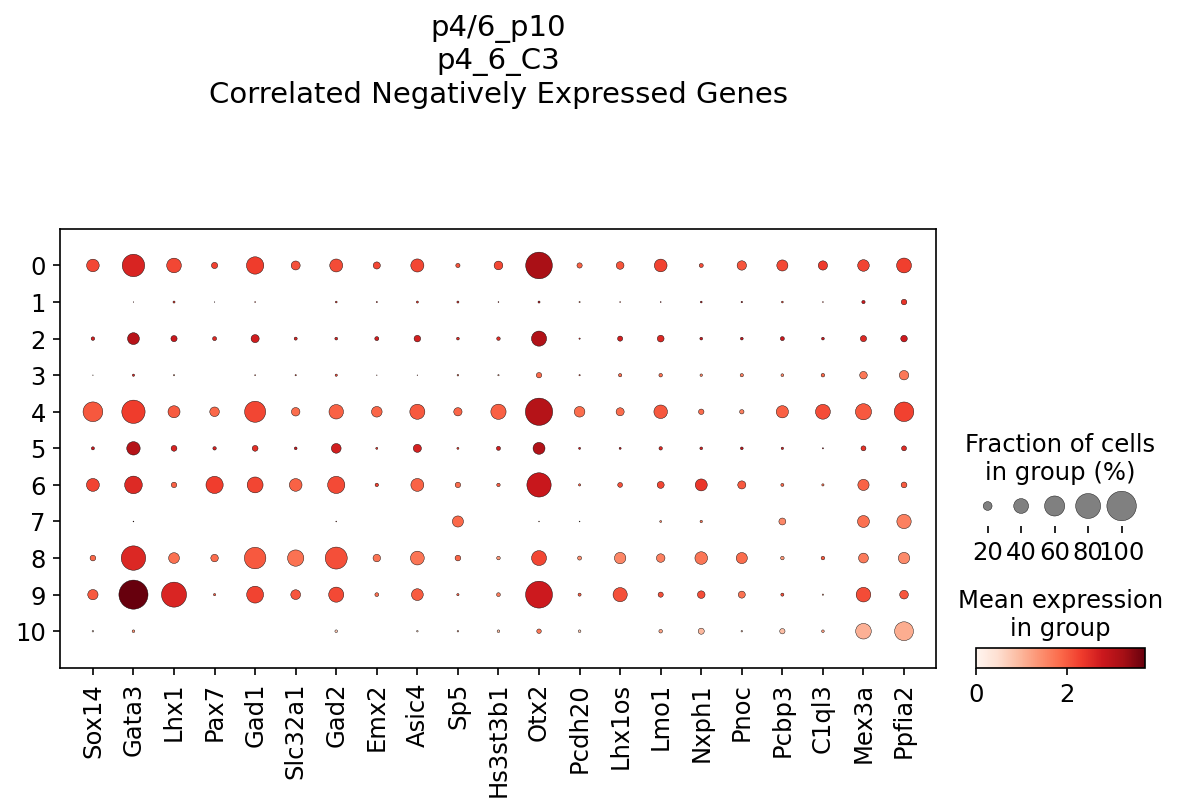 p4/6_p10
p4_6_C3
Correlated Negatively Expressed Genes
0
1
2
3
4
5
6
7
8
9
10
Sox14
Gata3
Lhx1
Pax7
Gad1
Slc32a1
Gad2
Emx2
Asic4
Sp5
Hs3st3b1
Otx2
Pcdh20
Lhx1os
Lmo1
Nxph1
Pnoc
Pcbp3
C1ql3
Mex3a
Ppfia2
Fraction of cells
in group (%)
20 40 60 80 100
Mean expression
in group
0 2